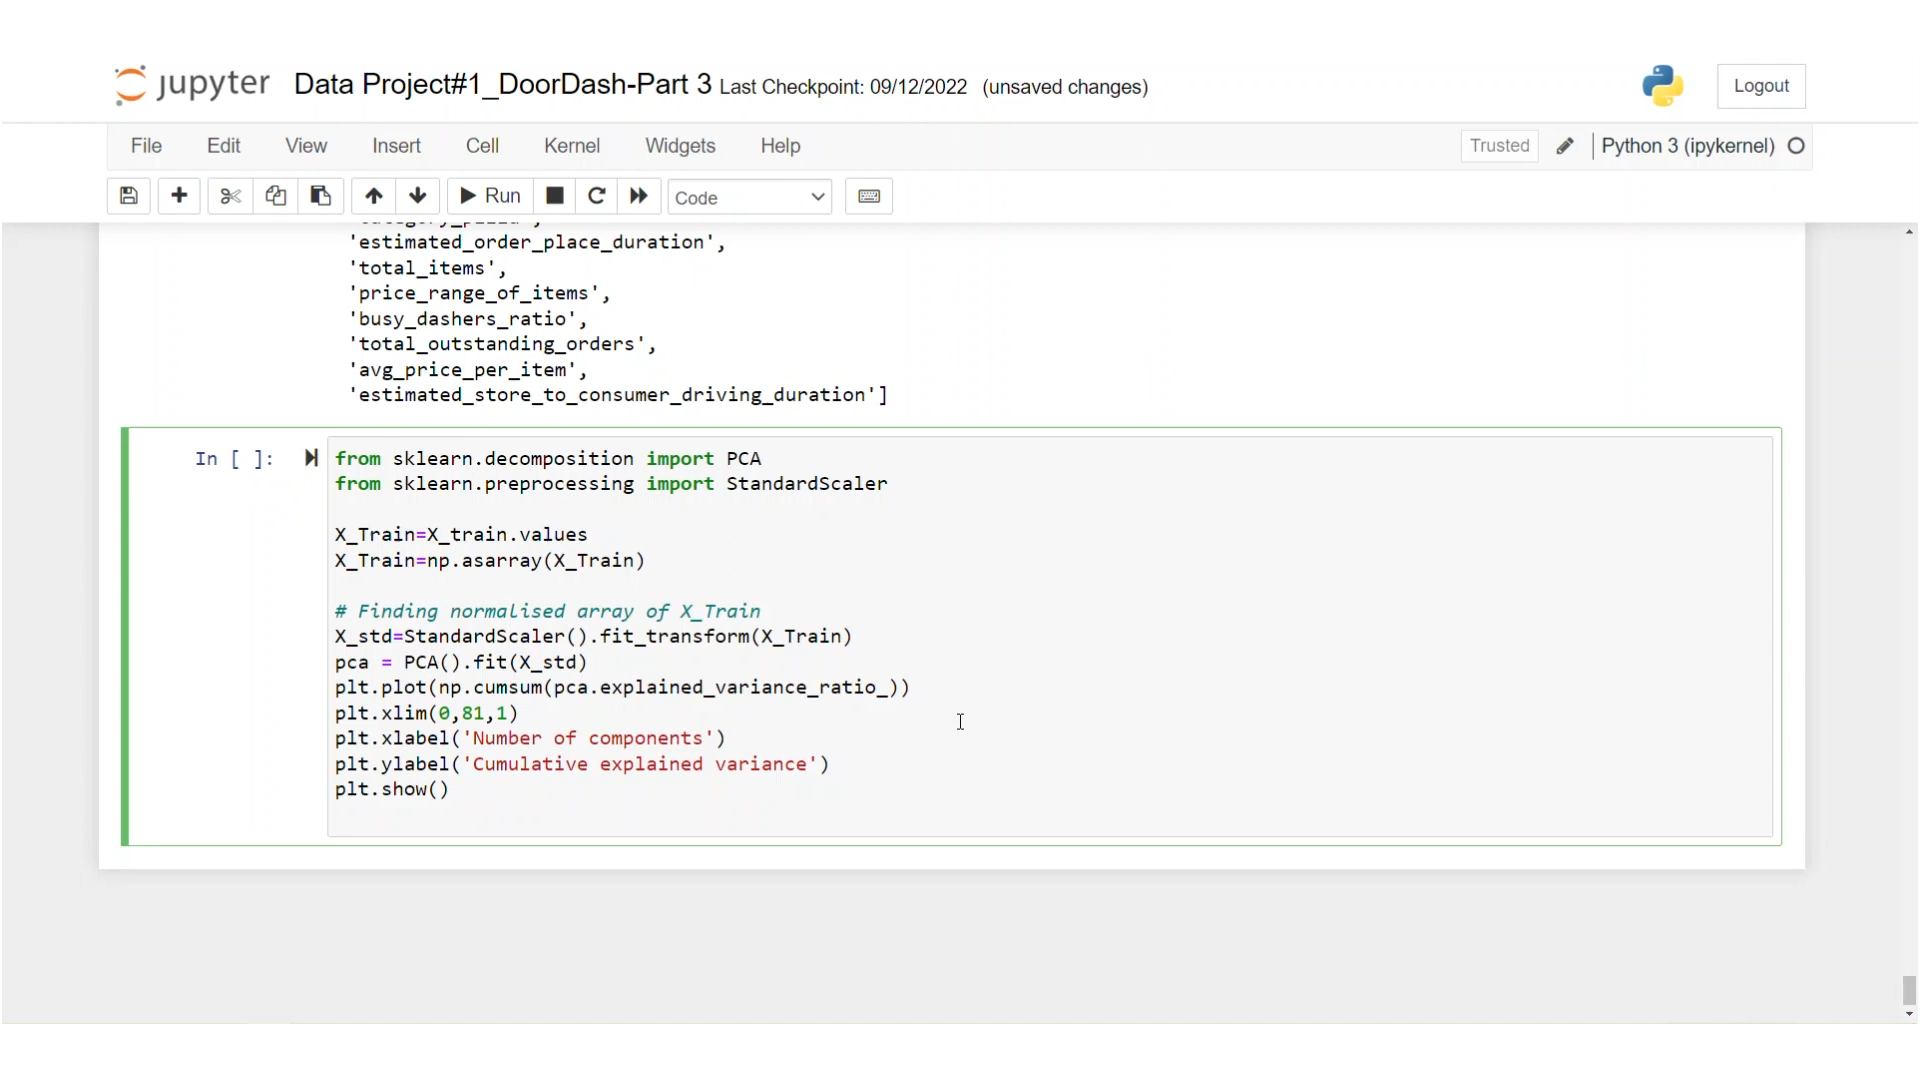 jupyter Data Project#1_DoorDash-Part 3 Last Checkpoint: 09/12/2022 (unsaved changes) Logout
File Edit View Insert Cell Kernel Widgets Help Trusted Python 3 (ipykernel)
Run Code
'estimated_order_place_duration',
'total_items',
'price_range_of_items',
'busy_dashers_ratio',
'total_outstanding_orders',
'avg_price_per_item',
'estimated_store_to_consumer_driving_duration']
In [ ]: from sklearn.decomposition import PCA
from sklearn.preprocessing import StandardScaler
X_Train=X_train.values
X_Train=np.asarray(X_Train)
# Finding normalised array of X_Train
X_std=StandardScaler().fit_transform(X_Train)
pca = PCA().fit(X_std)
plt.plot(np.cumsum(pca.explained_variance_ratio_))
plt.xlim(0,81,1)
plt.xlabel('Number of components')
plt.ylabel('Cumulative explained variance')
plt.show()